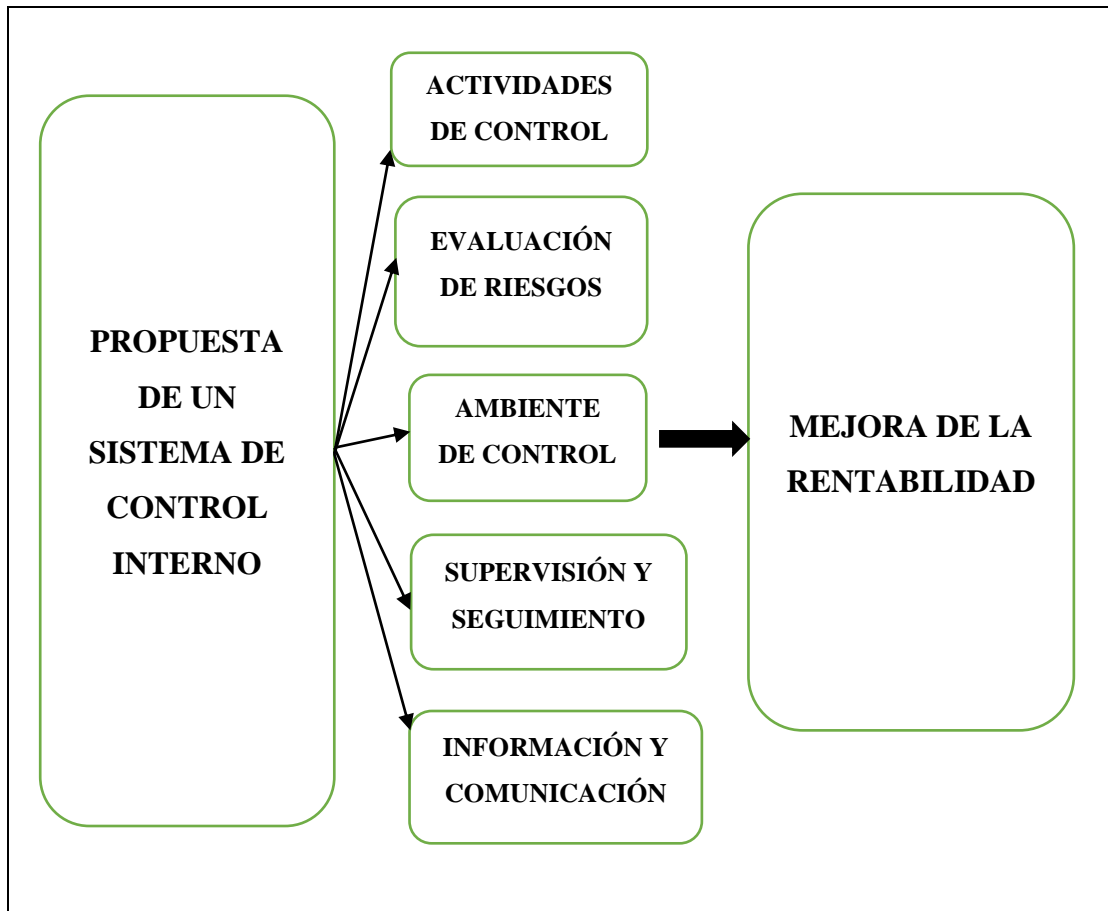 PROPUESTA
DE UN
SISTEMA DE
CONTROL
INTERNO
ACTIVIDADES
DE CONTROL
EVALUACIÓN
DE RIESGOS
AMBIENTE
DE CONTROL
SUPERVISIÓN Y
SEGUIMIENTO
INFORMACIÓN Y
COMUNICACIÓN
MEJORA DE LA
RENTABILIDAD